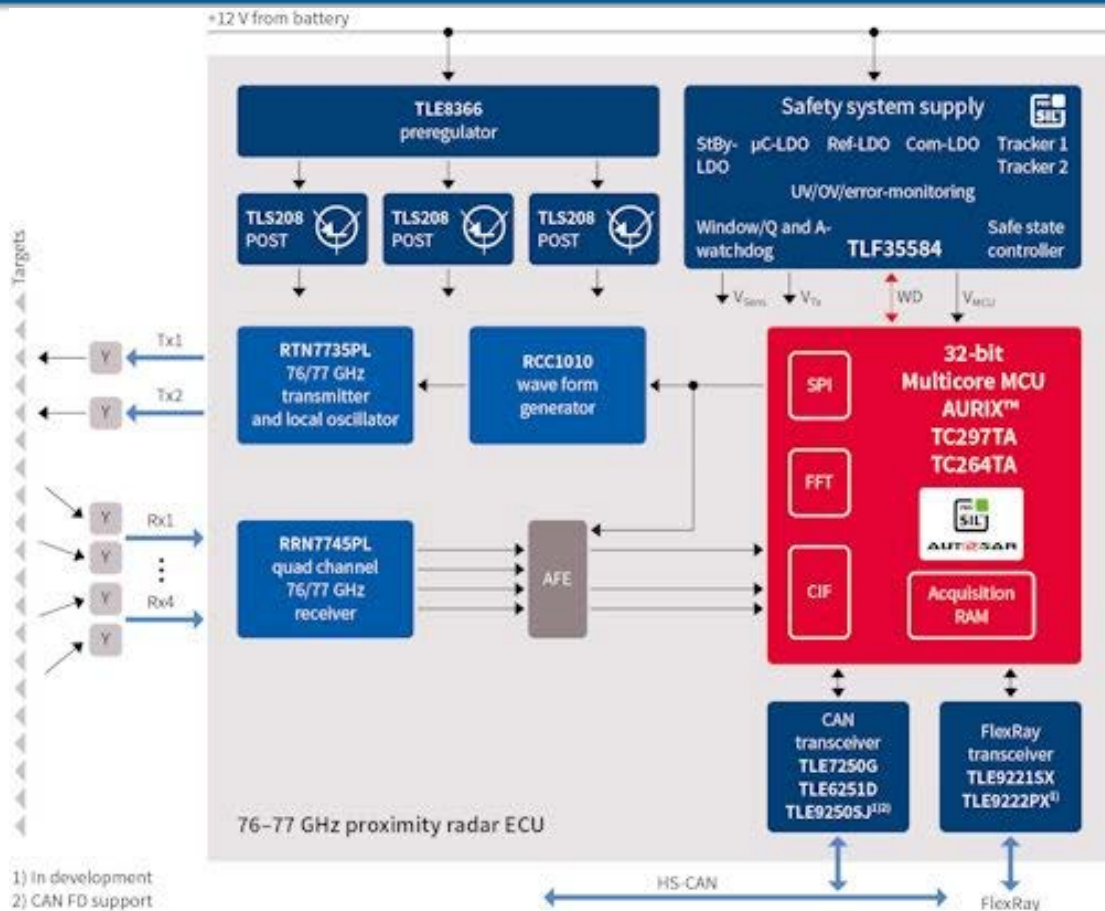 +12 V from battery
TLE8366
preregulator
Safety system supply
PRO
SIL
StBy-
LDO
µC-LDO
Ref-LDO
Com-LDO
Tracker 1
Tracker 2
UV/OV/error-monitoring
Window/Q and A-
watchdog
TLF35584
Safe state
controller
TLS208
POST
TLS208
POST
TLS208
POST
Targets
VSens
VTx
WD
VMCU
Tx1
Y
Tx2
Y
RTN7735PL
76/77 GHz
transmitter
and local oscillator
RCC1010
wave form
generator
SPI
FFT
CIF
32-bit
Multicore MCU
AURIX™
TC297TA
TC264TA
PRO
SIL
AUTOSAR
Acquisition
RAM
Y
Rx1
Y
Y
Rx4
Y
RRN7745PL
quad channel
76/77 GHz
receiver
AFE
CAN
transceiver
TLE7250G
TLE6251D
TLE9250SJ1)2)
FlexRay
transceiver
TLE9221SX
TLE9222PX1)
76–77 GHz proximity radar ECU
HS-CAN
FlexRay
1) In development
2) CAN FD support